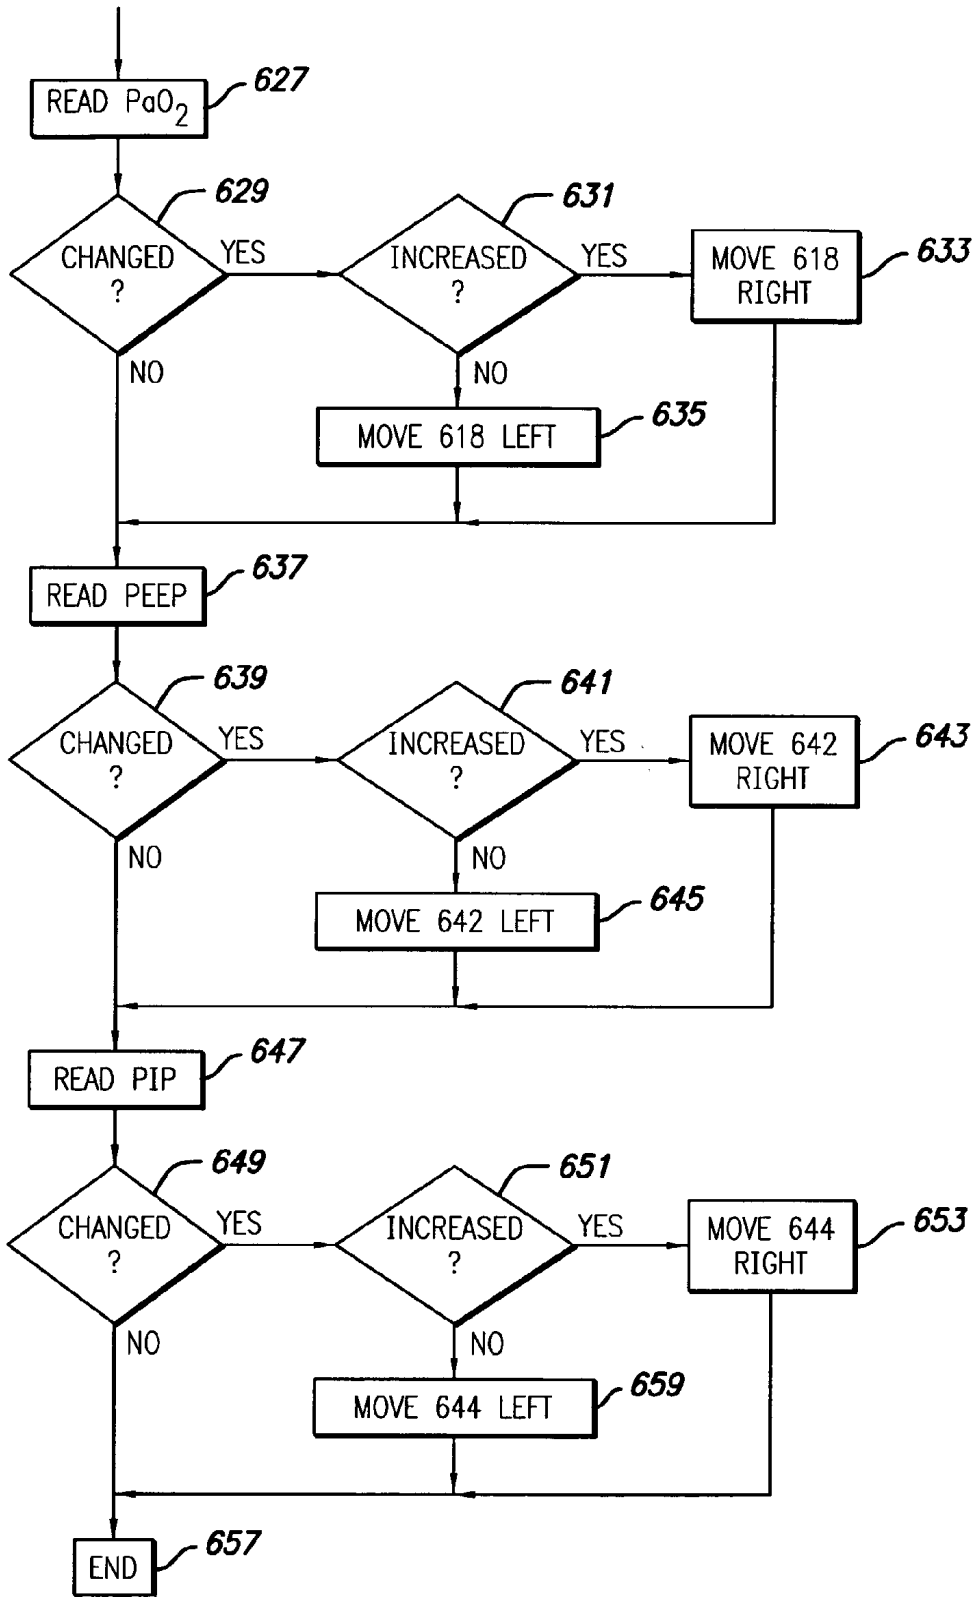 READ PaO2
627
629
CHANGED
?
YES
NO
631
INCREASED
?
YES
NO
MOVE 618
RIGHT
633
MOVE 618 LEFT
635
READ PEEP
637
639
CHANGED
?
YES
NO
641
INCREASED
?
YES
NO
MOVE 642
RIGHT
643
MOVE 642 LEFT
645
READ PIP
647
649
CHANGED
?
YES
NO
651
INCREASED
?
YES
NO
MOVE 644
RIGHT
653
MOVE 644 LEFT
659
END
657